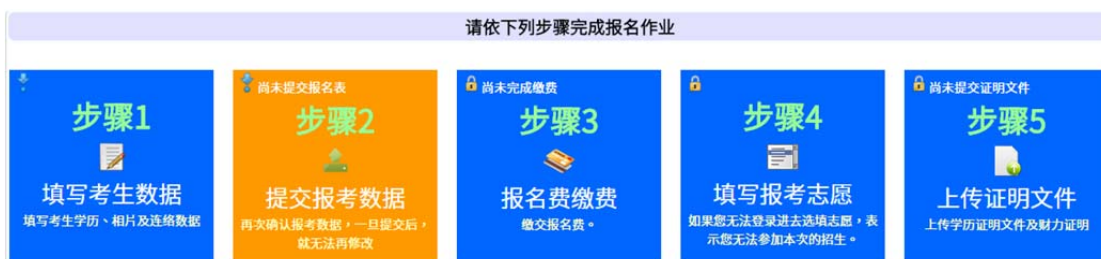 请依下列步骤完成报名作业
步骤1
填写考生数据
填写考生学历、相片及连络数据
尚未提交报名表
步骤2
提交报考数据
再次确认报考数据，一旦提交后，
就无法再修改
尚未完成缴费
步骤3
报名费缴费
缴交报名费。
步骤4
填写报考志愿
如果您无法登录进去选填志愿，表
示您无法参加本次的招生。
尚未提交证明文件
步骤5
上传证明文件
上传学历证明文件及财力证明